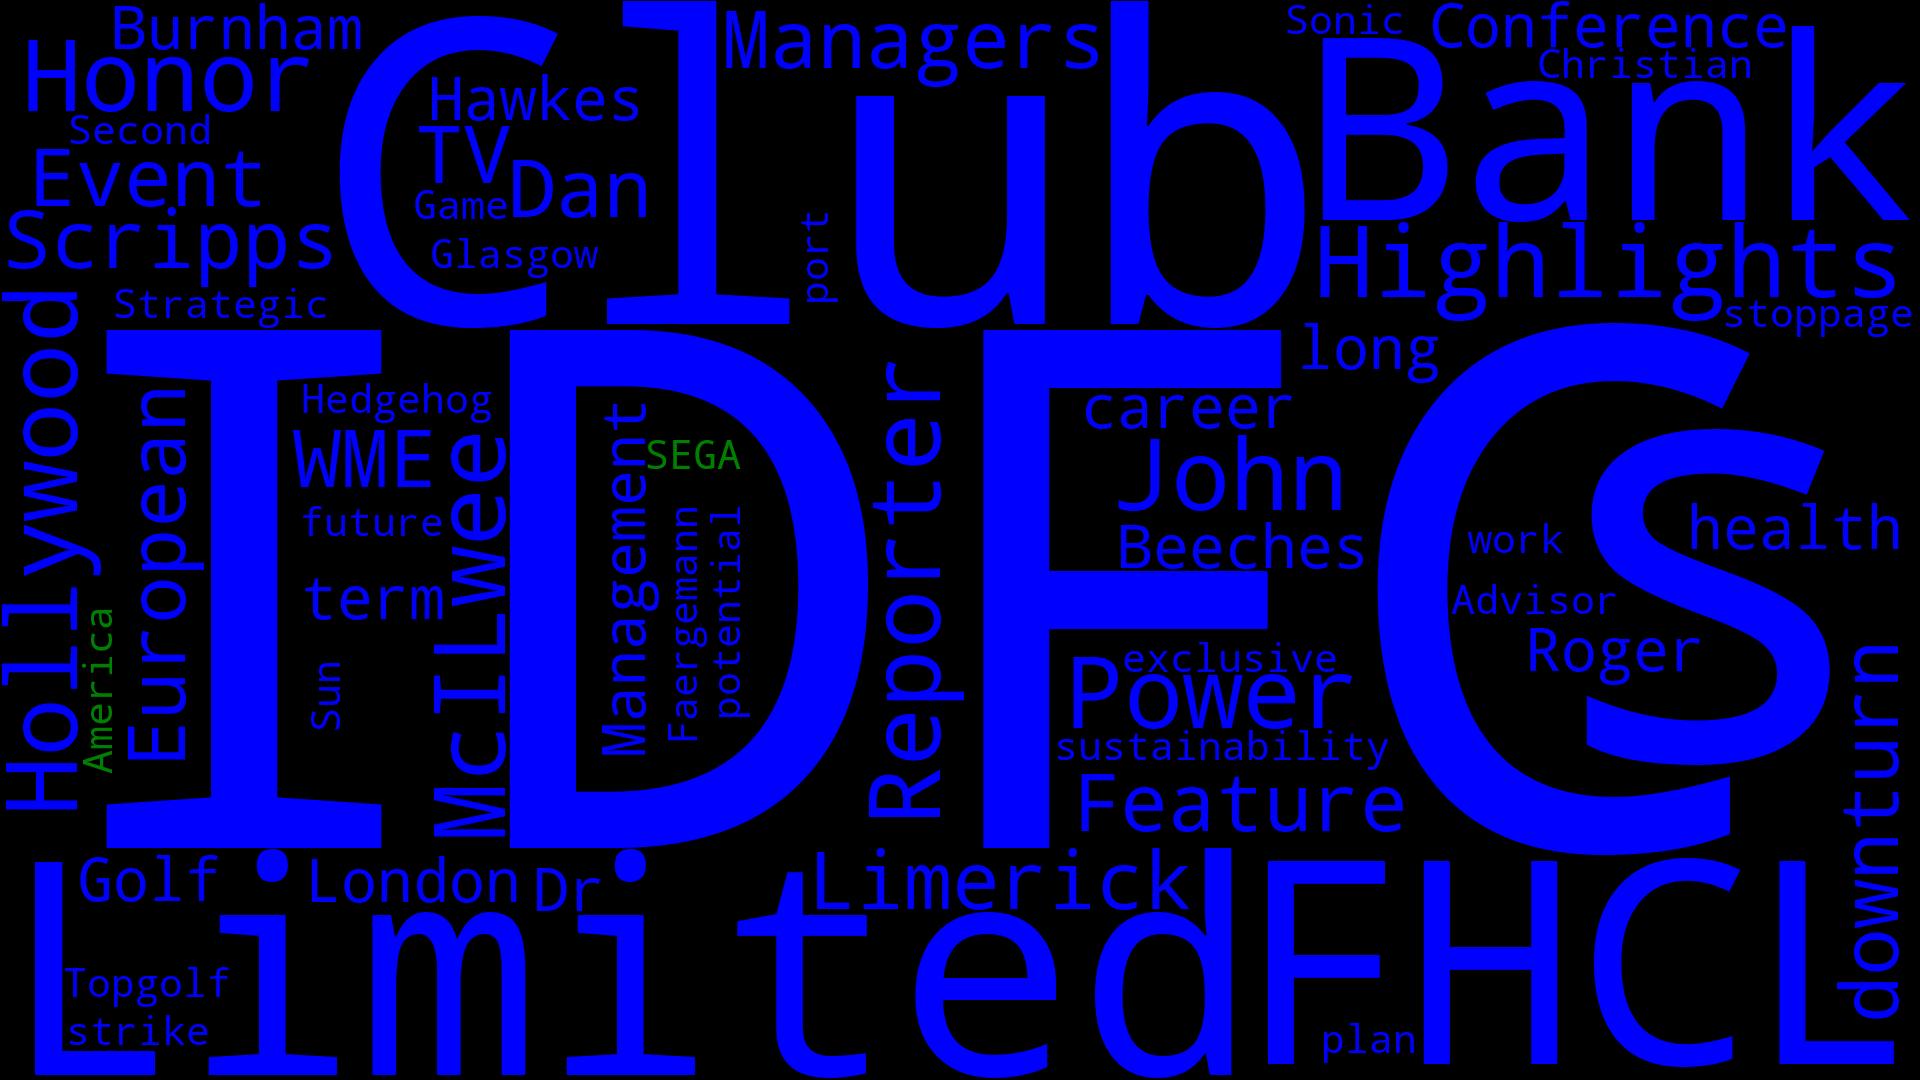 Burnham
Club
Managers
Sonic
Conference
Honor
Hawkes
Christian
Bank
Second
TV
Event
Dan
Game
Scripps
Glasgow
port
Highlights
Strategic
stoppage
Hollywood
IDFCs
long
European
Hedgehog
career
WME
McILwee
Management
SEGA
Reporter
John
future
Faergemann
potential
Beeches
work
health
term
Advisor
America
Roger
Sun
exclusive
Power
downturn
sustainability
Feature
Golf
London
Dr
Limerick
Limited
FHCL
Topgolf
strike
plan